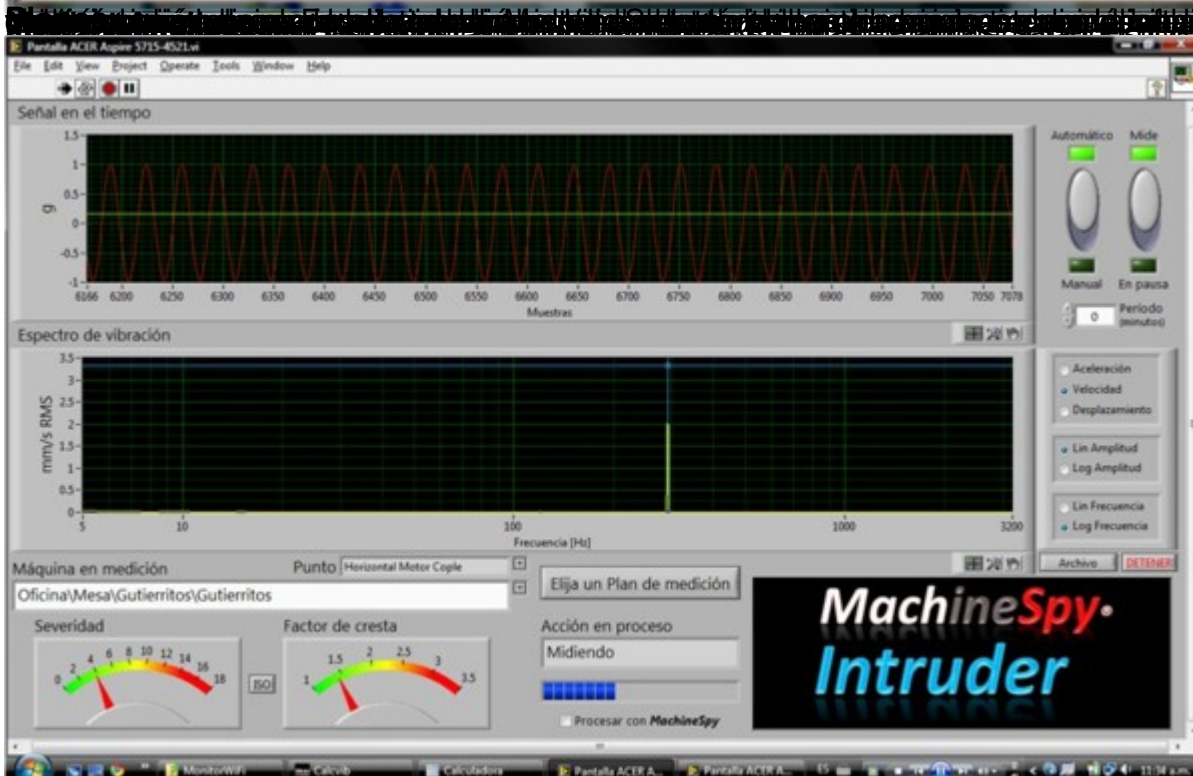 Pantalla ACER Aspire 5715-4521.vi
File Edit View Project Operate Tools Window Help
Señal en el tiempo
1.5
1
0.5
0
-0.5
-1
g
6166 6200 6250 6300 6350 6400 6450 6500 6550 6600 6650 6700 6750 6800 6850 6900 6950 7000 7050 7078
Muestras
Automático Mide
Manual En pausa
0 Período (minutos)
Espectro de vibración
3.5
3
2.5
2
1.5
1
0.5
0
mm/s RMS
5 10 100 1000 3200
Frecuencia [Hz]
Aceleración
Velocidad
Desplazamiento
Lin Amplitud
Log Amplitud
Lin Frecuencia
Log Frecuencia
Archivo DETENER
Máquina en medición
Punto Horizontal Motor Cople
Oficina\Mesa\Gutierritos\Gutierritos
Elija un Plan de medición
Severidad
0 2 4 6 8 10 12 14 16 18
ISO
Factor de cresta
1 1.5 2 2.5 3 3.5
Acción en proceso
Midiendo
Procesar con MachineSpy
MachineSpy
Intruder
MonitorWiFi Calcvib Calculadora Pantalla ACER A... Pantalla ACER A... ES 11:34 a.m.